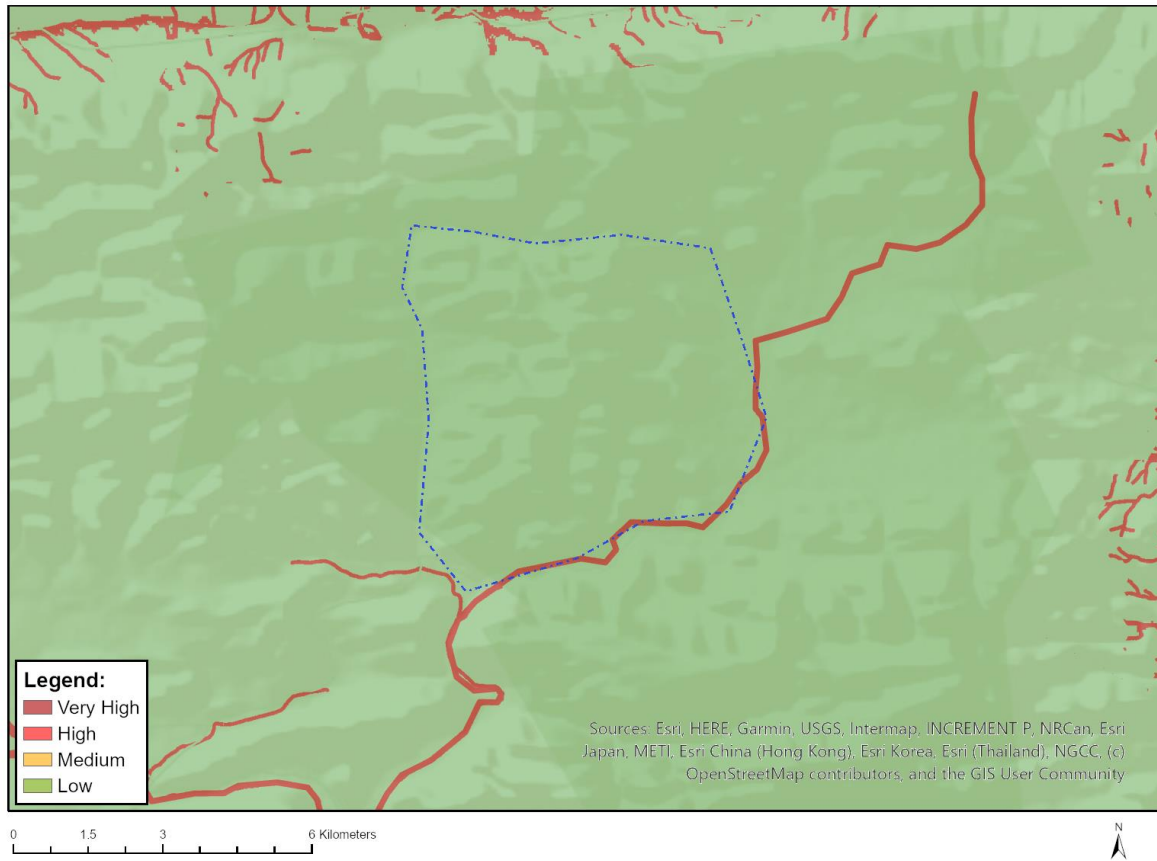 Legend:
Very High
High
Medium
Low
Sources: Esri, HERE, Garmin, USGS, Intermap, INCREMENT P, NRCan, Esri
Japan, METI, Esri China (Hong Kong), Esri Korea, Esri (Thailand), NGCC, (c)
OpenStreetMap contributors, and the GIS User Community
0 1.5 3 6 Kilometers
N